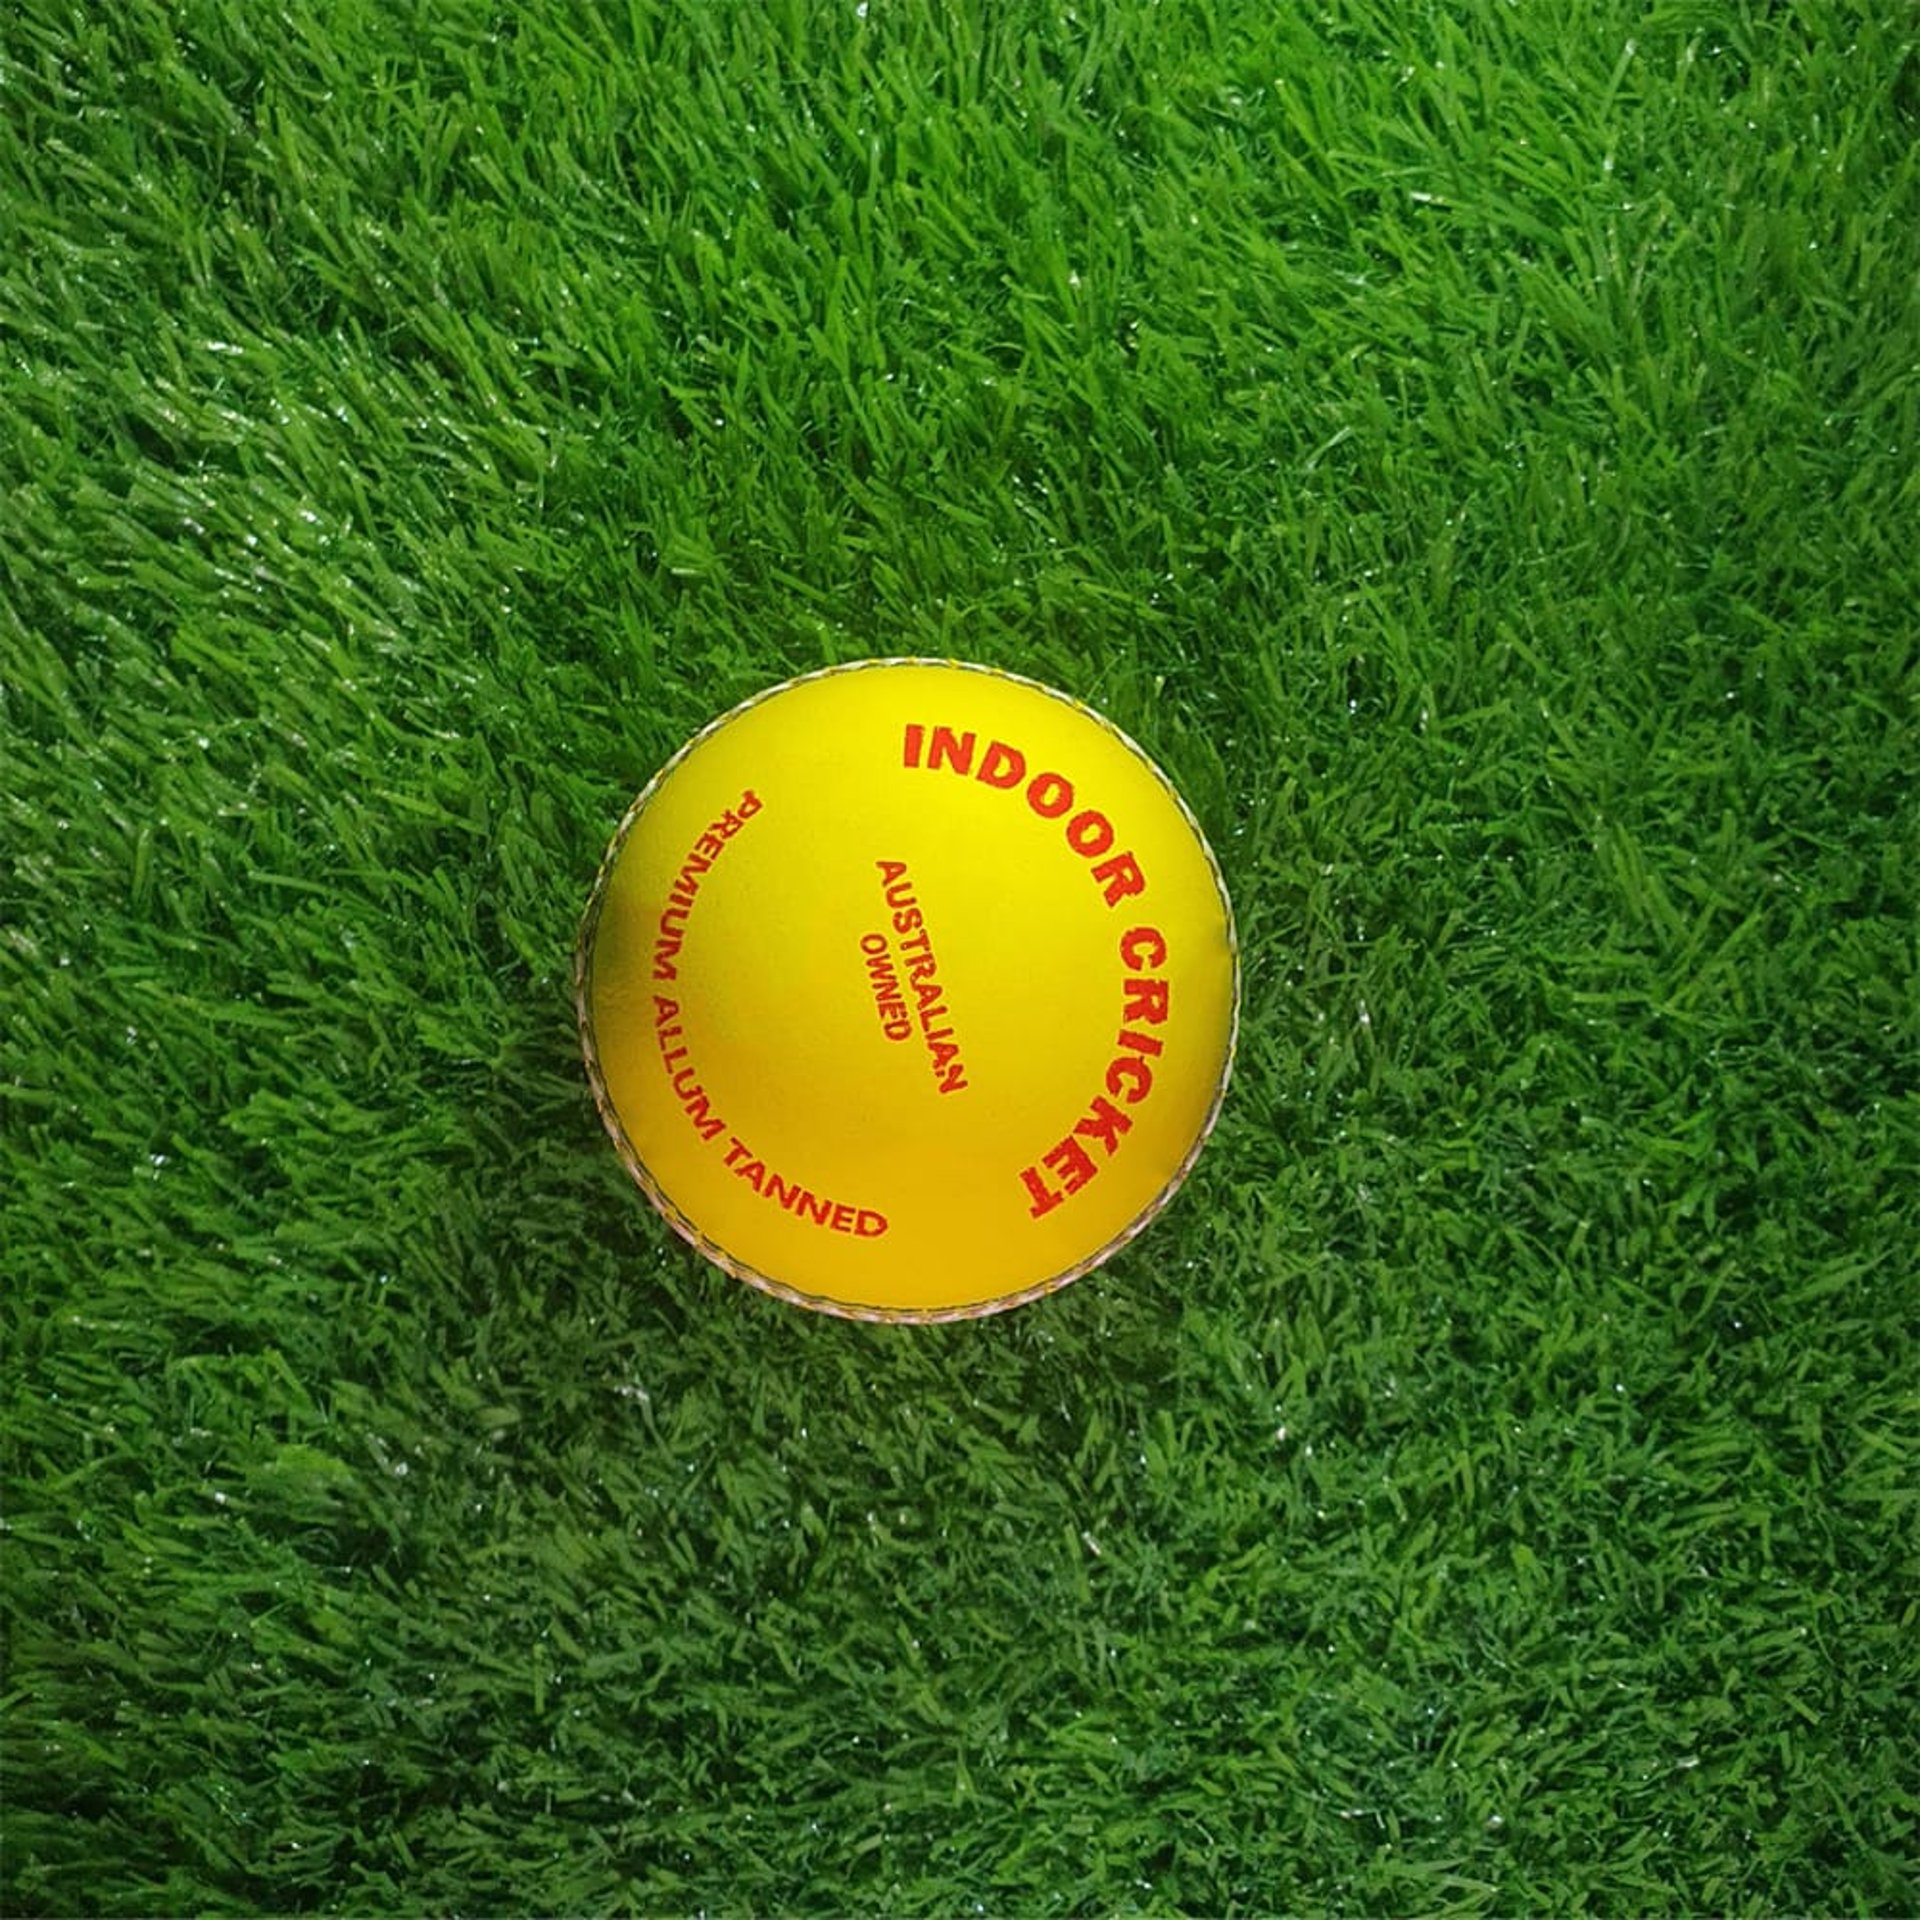 INDOOR CRICKET
AUSTRALIAN
OWNED
PREMIUM ALLUM TANNED